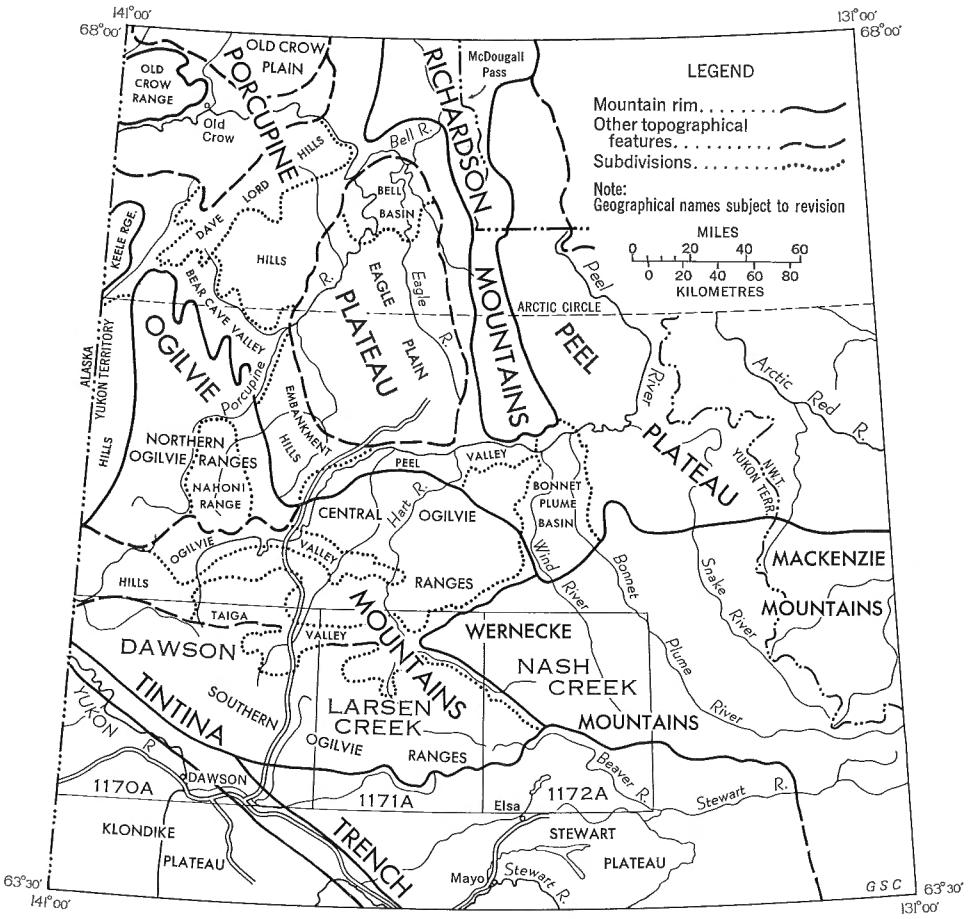 141°00'
131°00'
68°00'
68°00'
OLD CROW
PLAIN
OLD
CROW
RANGE
PORCUPINE
Old
Crow
HILLS
Bell R.
RICHARDSON
McDougall
Pass
LEGEND
Mountain rim
Other topographical
features
Subdivisions
Note:
Geographical names subject to revision
MILES
20 0 20 40 60
0 20 40 60 80
KILOMETRES
BELL
BASIN
DAVE LORD
HILLS
KEELE RGE.
BEAR CAVE VALLEY
R.
EAGLE
PLAIN
Eagle
R.
PLATEAU
MOUNTAINS
ARCTIC CIRCLE
Peel
River
PEEL
PLATEAU
Arctic Red
R.
ALASKA
YUKON TERRITORY
OGILVIE
Porcupine
EMBANKMENT
HILLS
HILLS
NORTHERN
OGILVIE RANGES
NAHONI
RANGE
PEEL VALLEY
BONNET
PLUME
BASIN
N.W.T.
YUKON TERR.
CENTRAL OGILVIE
RANGES
Hart R.
OGILVIE VALLEY
HILLS
Wind
River
Bonnet
Plume
River
Snake
River
MACKENZIE
MOUNTAINS
TAIGA
VALLEY
MOUNTAINS
WERNECKE
MOUNTAINS
DAWSON
NASH
CREEK
LARSEN
CREEK
SOUTHERN
OGILVIE RANGES
TINTINA
TRENCH
YUKON
R.
DAWSON
1170A
1171A
1172A
Beaver
R.
Stewart R.
Elsa
KLONDIKE
PLATEAU
STEWART
PLATEAU
Mayo
Stewart R.
GSC
63°30'
63°30'
141°00'
131°00'